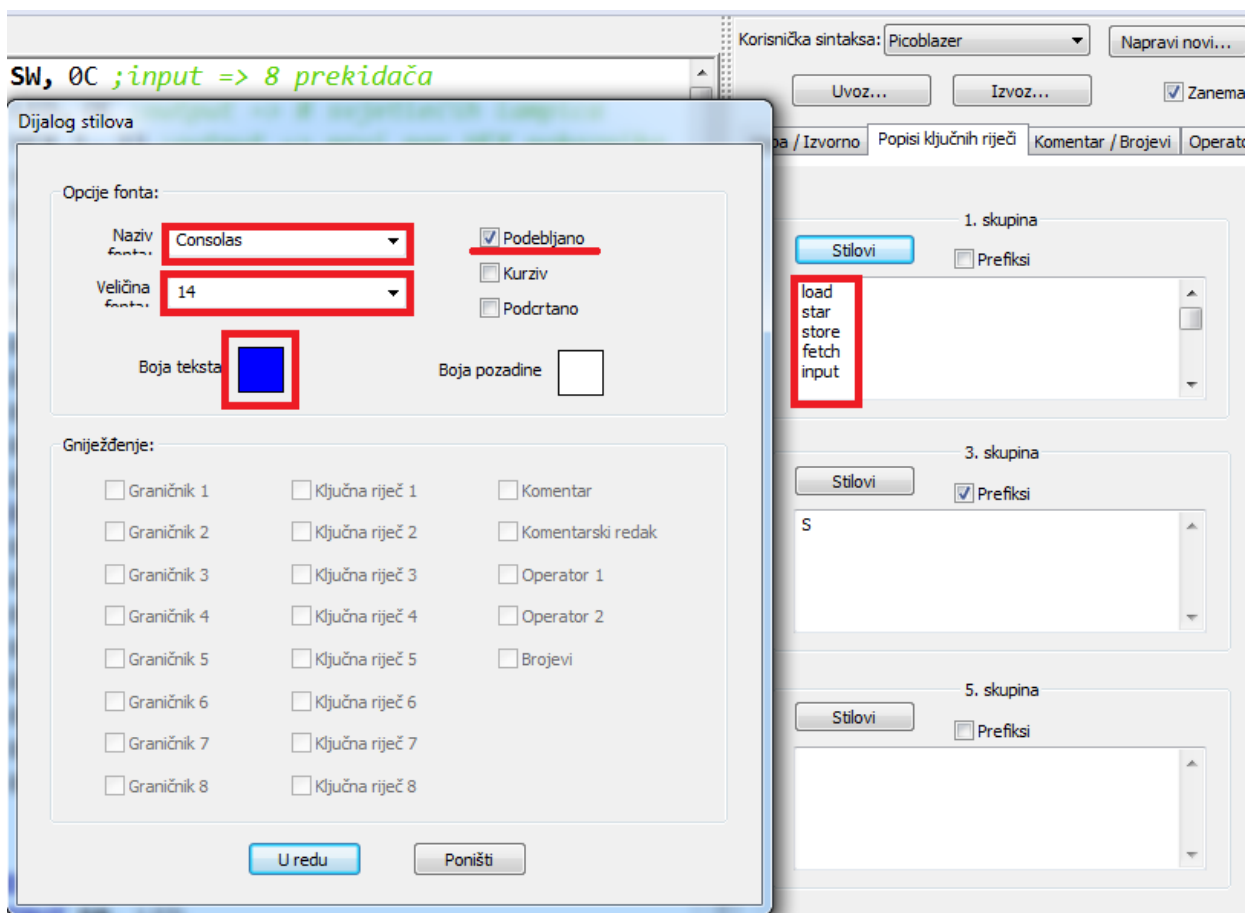 Korisnička sintaksa: Picoblazer Napravi novi...
SW, 0C ;input => 8 prekidača
Uvoz... Izvoz... Zanema
Dijalog stilova
/ Izvorno Popisi ključnih riječi Komentar / Brojevi Operato
Opcije fonta:
Naziv
fonta:
Consolas
Podebljano
Veličina
fonta:
14
Kurziv
Podcrtano
Boja teksta
Boja pozadine
Gniježđenje:
Graničnik 1 Ključna riječ 1 Komentar
Graničnik 2 Ključna riječ 2 Komentarski redak
Graničnik 3 Ključna riječ 3 Operator 1
Graničnik 4 Ključna riječ 4 Operator 2
Graničnik 5 Ključna riječ 5 Brojevi
Graničnik 6 Ključna riječ 6
Graničnik 7 Ključna riječ 7
Graničnik 8 Ključna riječ 8
U redu Poništi
1. skupina
Stilovi Prefiksi
load
star
store
fetch
input
3. skupina
Stilovi Prefiksi
S
5. skupina
Stilovi Prefiksi